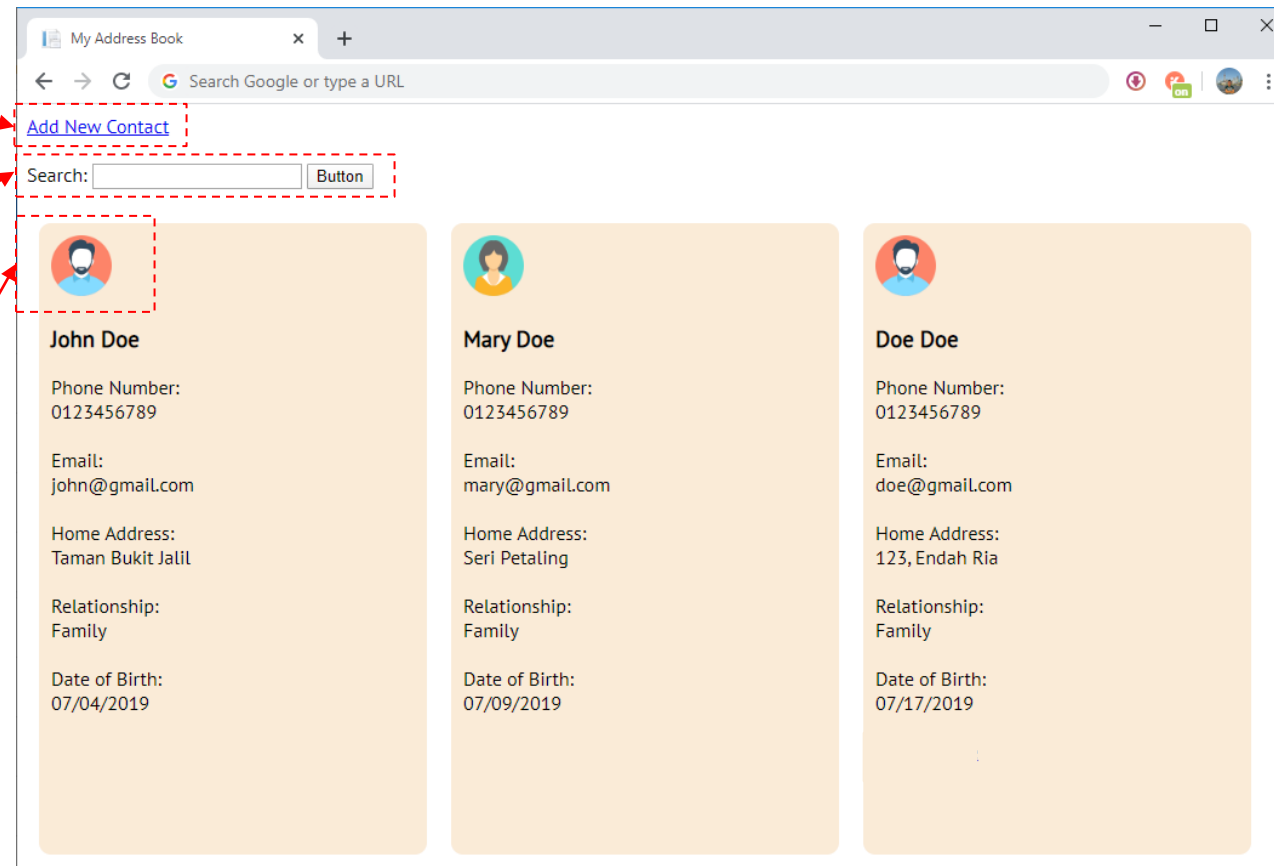 My Address Book
Search Google or type a URL
on
Add New Contact
Search:
Button
John Doe
Phone Number:
0123456789
Email:
john@gmail.com
Home Address:
Taman Bukit Jalil
Relationship:
Family
Date of Birth:
07/04/2019
Mary Doe
Phone Number:
0123456789
Email:
mary@gmail.com
Home Address:
Seri Petaling
Relationship:
Family
Date of Birth:
07/09/2019
Doe Doe
Phone Number:
0123456789
Email:
doe@gmail.com
Home Address:
123, Endah Ria
Relationship:
Family
Date of Birth:
07/17/2019